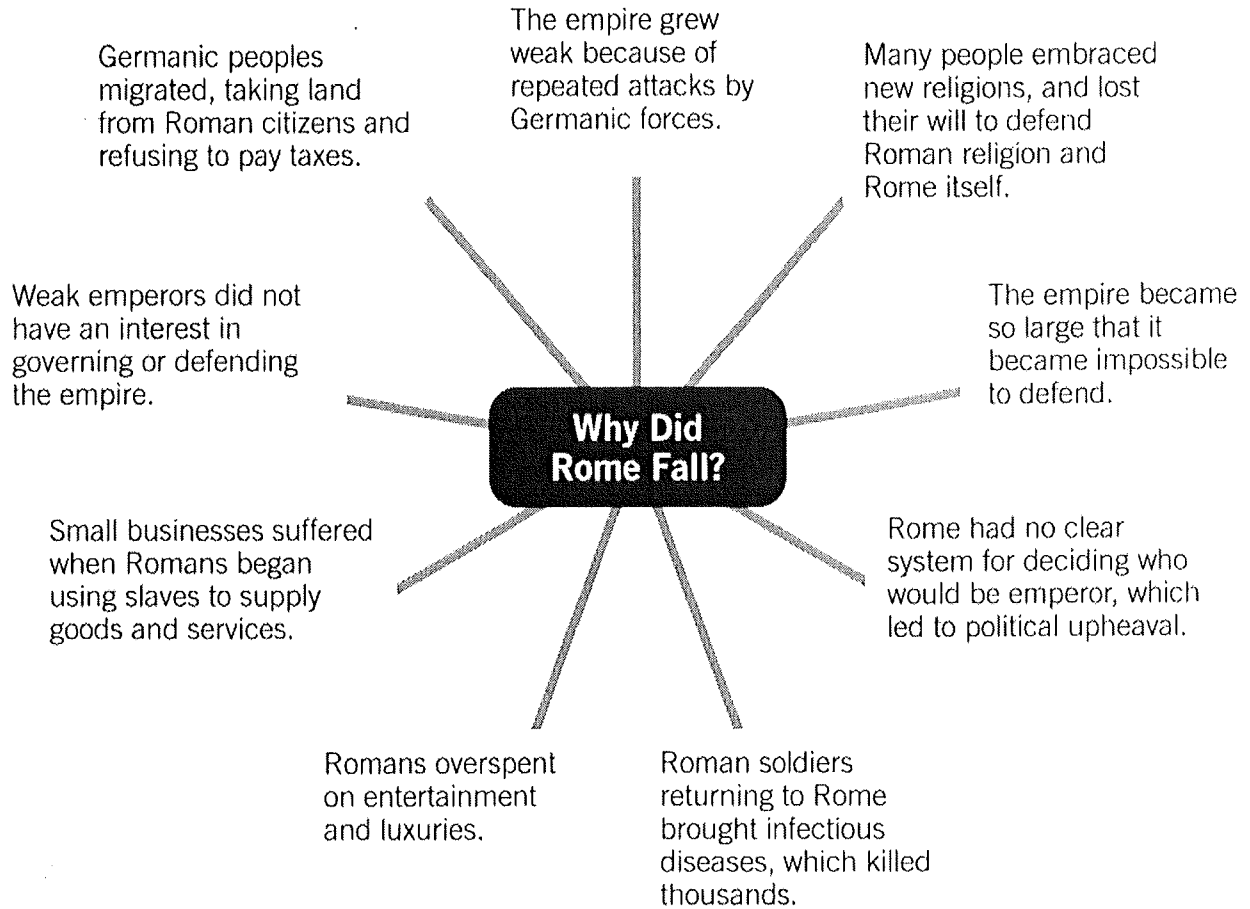 The empire grew
weak because of
repeated attacks by
Germanic forces.
Germanic peoples
migrated, taking land
from Roman citizens and
refusing to pay taxes.
Many people embraced
new religions, and lost
their will to defend
Roman religion and
Rome itself.
Weak emperors did not
have an interest in
governing or defending
the empire.
The empire became
so large that it
became impossible
to defend.
Why Did
Rome Fall?
Small businesses suffered
when Romans began
using slaves to supply
goods and services.
Rome had no clear
system for deciding who
would be emperor, which
led to political upheaval.
Romans overspent
on entertainment
and luxuries.
Roman soldiers
returning to Rome
brought infectious
diseases, which killed
thousands.